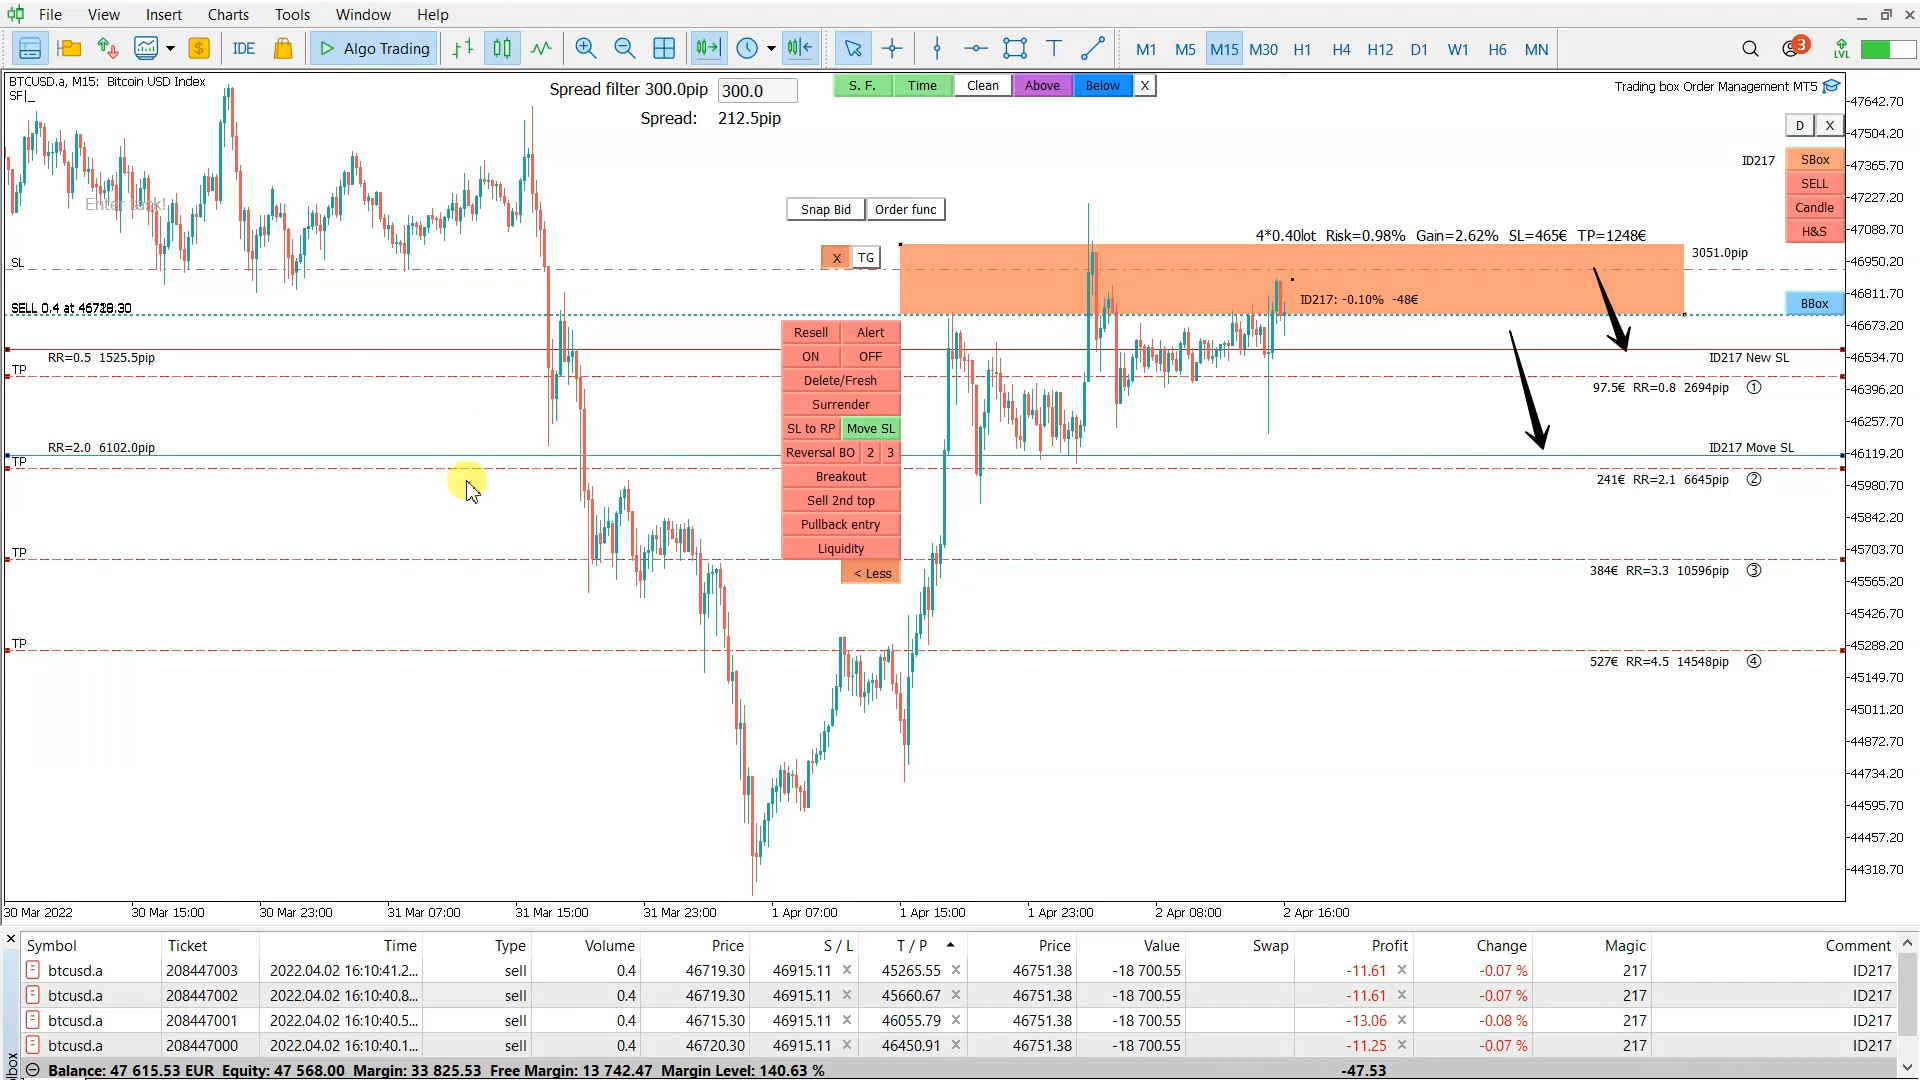 File View Insert Charts Tools Window Help
IDE Algo Trading M1 M5 M15 M30 H1 H4 H12 D1 W1 H6 MN 3 LVL
BTCUSD.a, M15: Bitcoin USD Index
SF|_
Spread filter 300.0pip 300.0
Spread: 212.5pip
S. F. Time Clean Above Below X
Trading box Order Management MT5
D X
ID217 SBox
SELL
Candle
H&S
BBox
Snap Bid Order func
X TG
4*0.40lot Risk=0.98% Gain=2.62% SL=465€ TP=1248€
3051.0pip
SL
ID217: -0.10% -48€
RR=0.5 1525.5pip
ID217 New SL
TP
97.5€ RR=0.8 2694pip ①
RR=2.0 6102.0pip
ID217 Move SL
TP
241€ RR=2.1 6645pip ②
TP
384€ RR=3.3 10596pip ③
TP
527€ RR=4.5 14548pip ④
Resell Alert
ON OFF
Delete/Fresh
Surrender
SL to RP Move SL
Reversal BO 2 3
Breakout
Sell 2nd top
Pullback entry
Liquidity
< Less
47642.70
47504.20
47365.70
47227.20
47088.70
46950.20
46811.70
46673.20
46534.70
46396.20
46257.70
46119.20
45980.70
45842.20
45703.70
45565.20
45426.70
45288.20
45149.70
45011.20
44872.70
44734.20
44595.70
44457.20
44318.70
30 Mar 2022 30 Mar 15:00 30 Mar 23:00 31 Mar 07:00 31 Mar 15:00 31 Mar 23:00 1 Apr 07:00 1 Apr 15:00 1 Apr 23:00 2 Apr 08:00 2 Apr 16:00
Symbol Ticket Time Type Volume Price S / L T / P Price Value Swap Profit Change Magic Comment
btcusd.a 208447003 2022.04.02 16:10:41.2... sell 0.4 46719.30 46915.11 45265.55 46751.38 -18 700.55 -11.61 -0.07 % 217 ID217
btcusd.a 208447002 2022.04.02 16:10:40.8... sell 0.4 46719.30 46915.11 45660.67 46751.38 -18 700.55 -11.61 -0.07 % 217 ID217
btcusd.a 208447001 2022.04.02 16:10:40.5... sell 0.4 46715.30 46915.11 46055.79 46751.38 -18 700.55 -13.06 -0.08 % 217 ID217
btcusd.a 208447000 2022.04.02 16:10:40.1... sell 0.4 46720.30 46915.11 46450.91 46751.38 -18 700.55 -11.25 -0.07 % 217 ID217
Balance: 47 615.53 EUR Equity: 47 568.00 Margin: 33 825.53 Free Margin: 13 742.47 Margin Level: 140.63 % -47.53